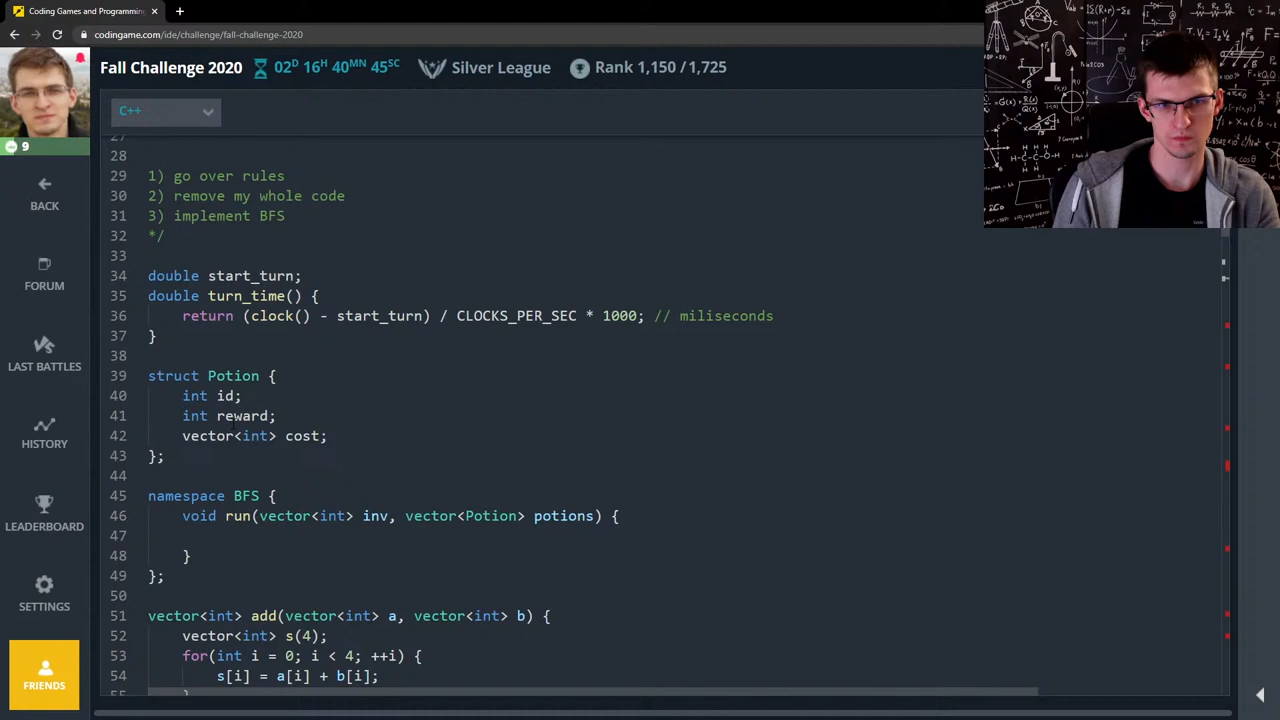 Coding Games and Programming
codingame.com/ide/challenge/fall-challenge-2020
Fall Challenge 2020
02D 16H 40MN 45SC
Silver League
Rank 1,150 /1,725
C++
9
BACK
FORUM
LAST BATTLES
HISTORY
LEADERBOARD
SETTINGS
FRIENDS
27
28
29 1) go over rules
30 2) remove my whole code
31 3) implement BFS
32 */
33
34 double start_turn;
35 double turn_time() {
36 return (clock() - start_turn) / CLOCKS_PER_SEC * 1000; // miliseconds
37 }
38
39 struct Potion {
40 int id;
41 int reward;
42 vector<int> cost;
43 };
44
45 namespace BFS {
46 void run(vector<int> inv, vector<Potion> potions) {
47
48 }
49 };
50
51 vector<int> add(vector<int> a, vector<int> b) {
52 vector<int> s(4);
53 for(int i = 0; i < 4; ++i) {
54 s[i] = a[i] + b[i];
55 }